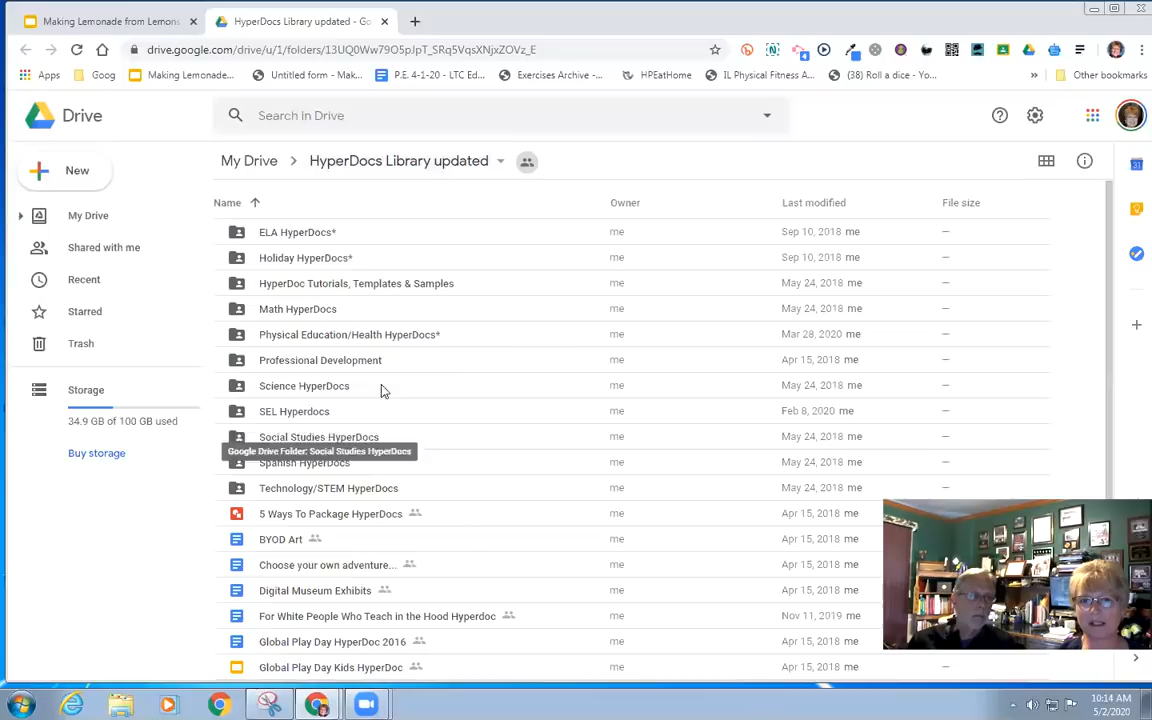 Making Lemonade from Lemons
HyperDocs Library updated - Go
drive.google.com/drive/u/1/folders/13UQ0Ww79O5pJpT_SRq5VqsXNjxZOVz_E
Apps
Goog
Making Lemonade...
Untitled form - Mak...
P.E. 4-1-20 - LTC Ed...
Exercises Archive -...
HPEatHome
IL Physical Fitness A...
(38) Roll a dice - Yo...
»
Other bookmarks
Drive
Search in Drive
New
My Drive > HyperDocs Library updated
My Drive
Shared with me
Recent
Starred
Trash
Storage
34.9 GB of 100 GB used
Buy storage
Name Owner Last modified File size
ELA HyperDocs* me Sep 10, 2018 me –
Holiday HyperDocs* me Sep 10, 2018 me –
HyperDoc Tutorials, Templates & Samples me May 24, 2018 me –
Math HyperDocs me May 24, 2018 me –
Physical Education/Health HyperDocs* me Mar 28, 2020 me –
Professional Development me Apr 15, 2018 me –
Science HyperDocs me May 24, 2018 me –
SEL Hyperdocs me Feb 8, 2020 me –
Social Studies HyperDocs me May 24, 2018 me –
Google Drive Folder: Social Studies HyperDocs
Spanish HyperDocs me May 24, 2018 me –
Technology/STEM HyperDocs me May 24, 2018 me –
5 Ways To Package HyperDocs me Apr 15, 2018 me
BYOD Art me Apr 15, 2018 me
Choose your own adventure... me Apr 15, 2018 me
Digital Museum Exhibits me Apr 15, 2018 me
For White People Who Teach in the Hood Hyperdoc me Nov 11, 2019 me
Global Play Day HyperDoc 2016 me Apr 15, 2018 me
Global Play Day Kids HyperDoc me Apr 15, 2018 me
10:14 AM
5/2/2020